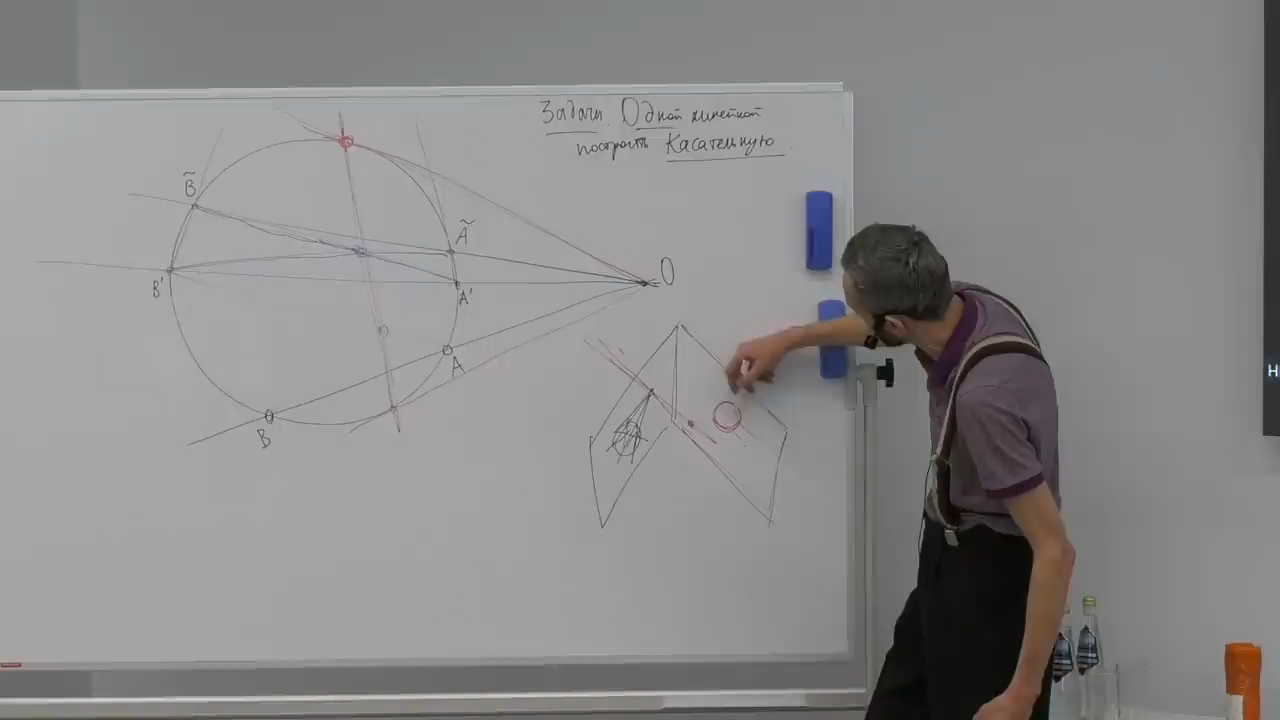 Задача Одной линейкой
построить Касательную.
B̃
Ã
O
B'
A'
A
B
H